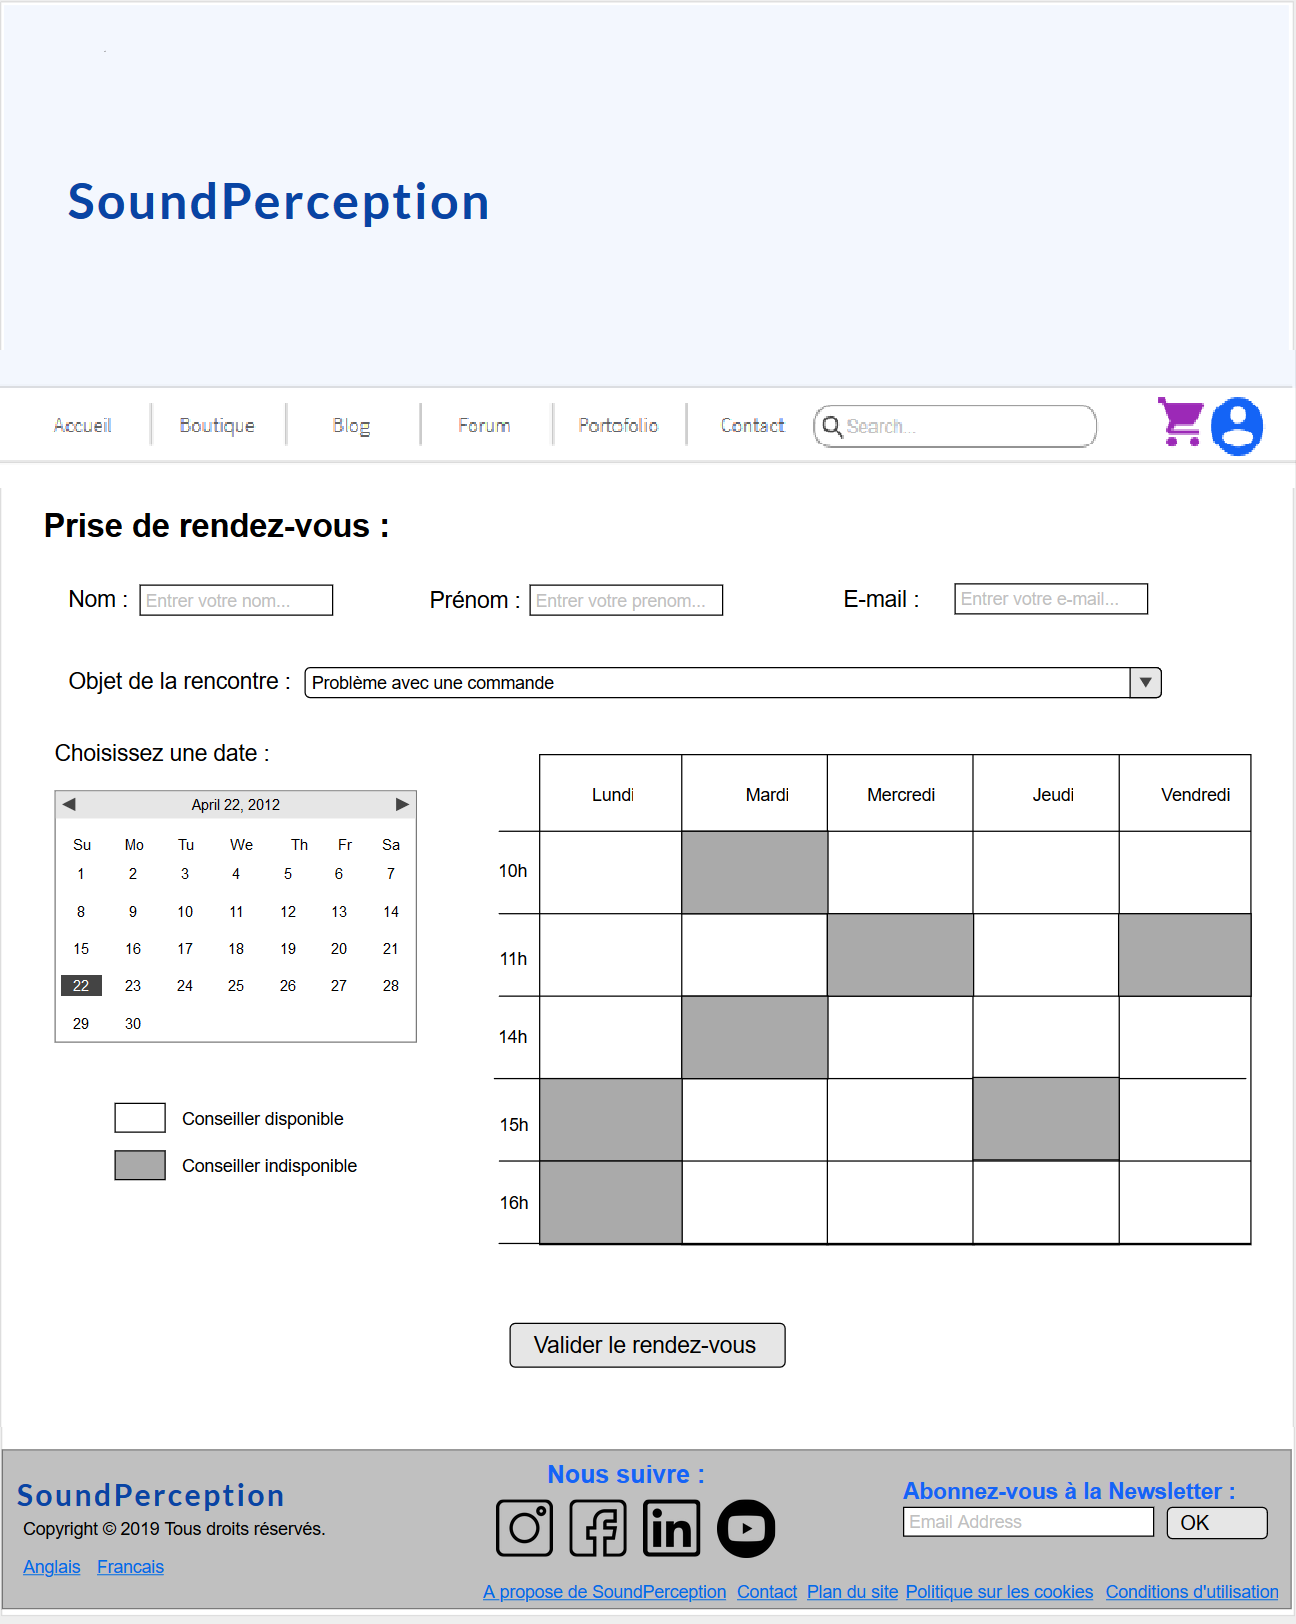 SoundPerception
Accueil Boutique Blog Forum Portofolio Contact Search...
Prise de rendez-vous :
Nom : Entrer votre nom... Prénom : Entrer votre prenom... E-mail : Entrer votre e-mail...
Objet de la rencontre : Problème avec une commande
Choisissez une date :
April 22, 2012
Su Mo Tu We Th Fr Sa
1 2 3 4 5 6 7
8 9 10 11 12 13 14
15 16 17 18 19 20 21
22 23 24 25 26 27 28
29 30
Conseiller disponible
Conseiller indisponible
Lundi Mardi Mercredi Jeudi Vendredi
10h
11h
14h
15h
16h
Valider le rendez-vous
SoundPerception
Copyright © 2019 Tous droits réservés.
Anglais Francais
Nous suivre :
in
Abonnez-vous à la Newsletter :
Email Address OK
A propose de SoundPerception Contact Plan du site Politique sur les cookies Conditions d'utilisation